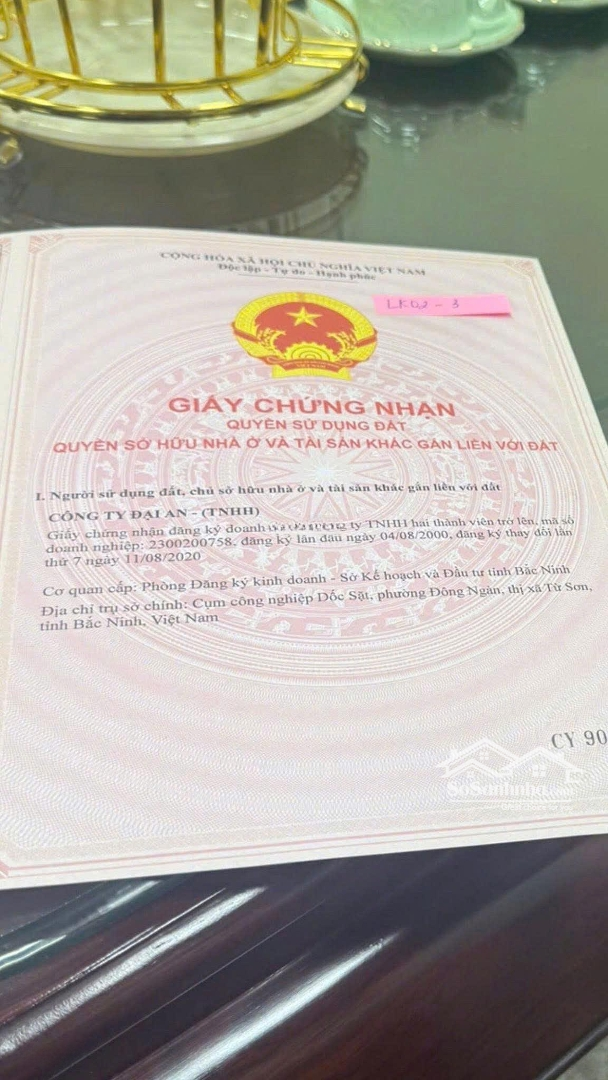 CỘNG HÒA XÃ HỘI CHỦ NGHĨA VIỆT NAM
Độc lập - Tự do - Hạnh phúc
LK02 - 3
VIỆT NAM
GIẤY CHỨNG NHẬN
QUYỀN SỬ DỤNG ĐẤT
QUYỀN SỞ HỮU NHÀ Ở VÀ TÀI SẢN KHÁC GẮN LIỀN VỚI ĐẤT
I. Người sử dụng đất, chủ sở hữu nhà ở và tài sản khác gắn liền với đất
CÔNG TY ĐẠI AN - (TNHH)
Giấy chứng nhận đăng ký doanh ty TNHH hai thành viên trở lên, mã số
doanh nghiệp: 2300200758, đăng ký lần đầu ngày 04/08/2000, đăng ký thay đổi lần
thứ 7 ngày 11/08/2020
Cơ quan cấp: Phòng Đăng ký kinh doanh - Sở Kế hoạch và Đầu tư tỉnh Bắc Ninh
Địa chỉ trụ sở chính: Cụm công nghiệp Dốc Sặt, phường Đông Ngàn, thị xã Từ Sơn,
tỉnh Bắc Ninh, Việt Nam
CY 90
SoSanhnha.com